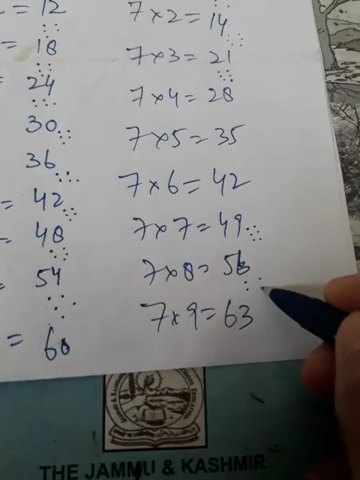 = 12
= 18
24
30
36
= 42
= 48
= 54
= 60
7×2 = 14
7×3 = 21
7×4 = 28
7×5 = 35
7×6 = 42
7×7 = 49
7×8 = 56
7×9 = 63
THE JAMMU & KASHMIR